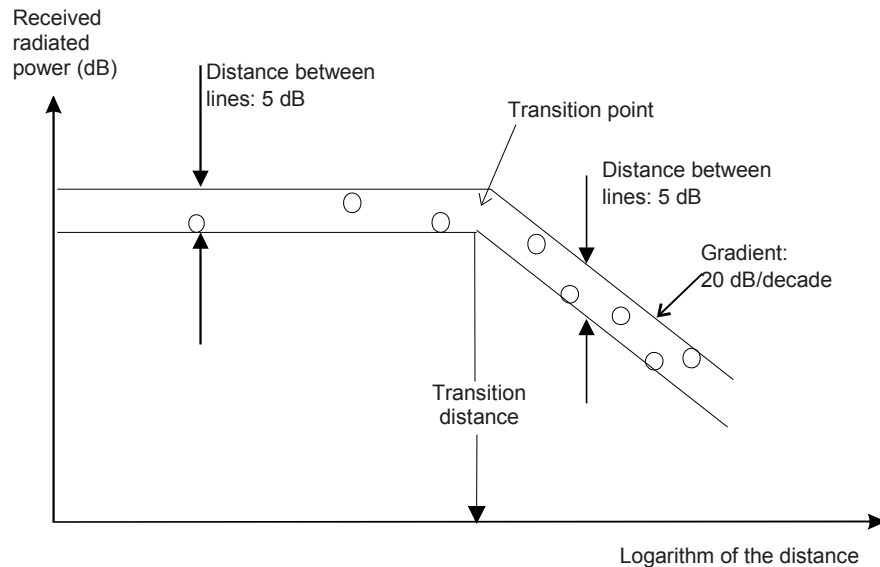 Received
radiated
power (dB)
Distance between
lines: 5 dB
Transition point
Distance between
lines: 5 dB
Gradient:
20 dB/decade
Transition
distance
Logarithm of the distance